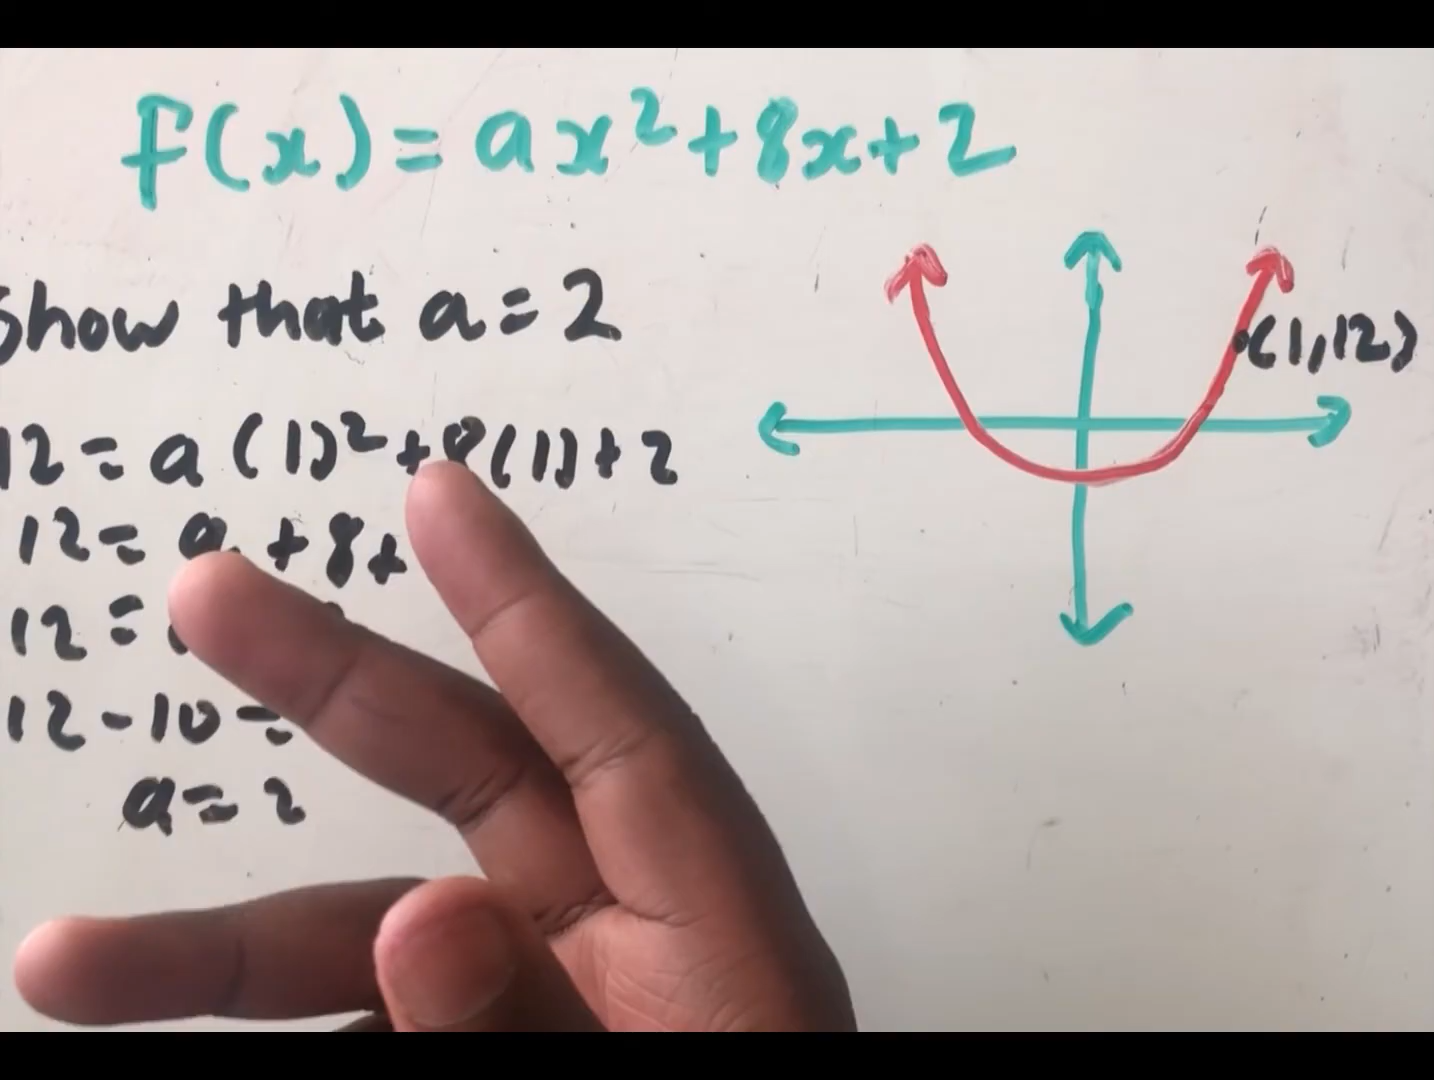 f(x)=ax²+8x+2
show that a=2
(1,12)
12=a(1)²+8(1)+2
12=a+8+
12=
12-10=
a=2